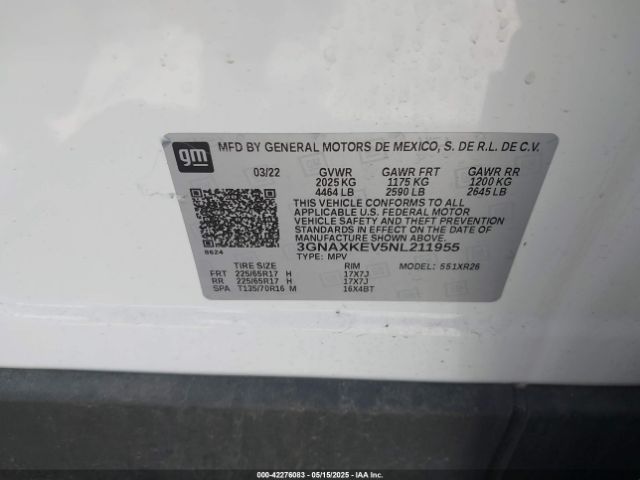 gm
MFD BY GENERAL MOTORS DE MEXICO, S. DE R.L. DE C.V.
03/22 GVWR GAWR FRT GAWR RR
2025 KG 1175 KG 1200 KG
4464 LB 2590 LB 2645 LB
THIS VEHICLE CONFORMS TO ALL
APPLICABLE U.S. FEDERAL MOTOR
VEHICLE SAFETY AND THEFT PREVENTION
STANDARDS IN EFFECT ON THE DATE OF
MANUFACTURE SHOWN ABOVE.
3GNAXKEV5NL211955
8624 TYPE: MPV
TIRE SIZE RIM MODEL: 551XR26
FRT 225/65R17 H 17X7J
RR 225/65R17 H 17X7J
SPA T135/70R16 M 16X4BT
000-42276083 - 05/15/2025 - IAAI Inc.